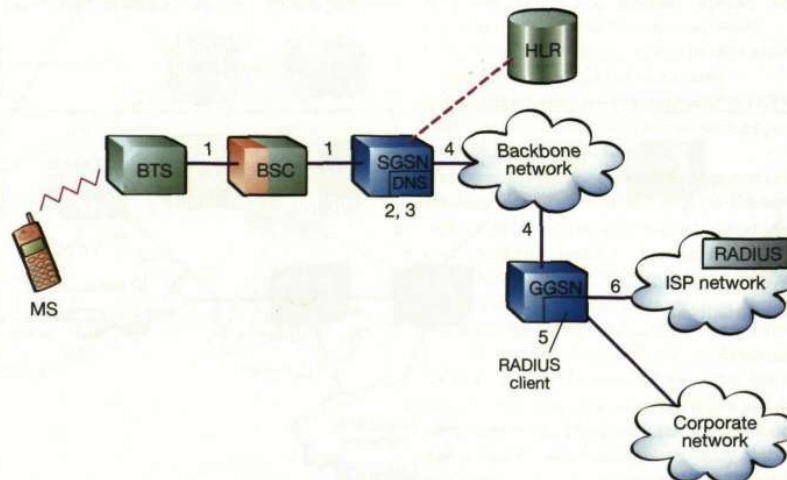 HLR
1
1
4
BTS
BSC
SGSN
DNS
Backbone
network
2, 3
4
MS
GGSN
5
6
RADIUS
ISP network
RADIUS
client
Corporate
network